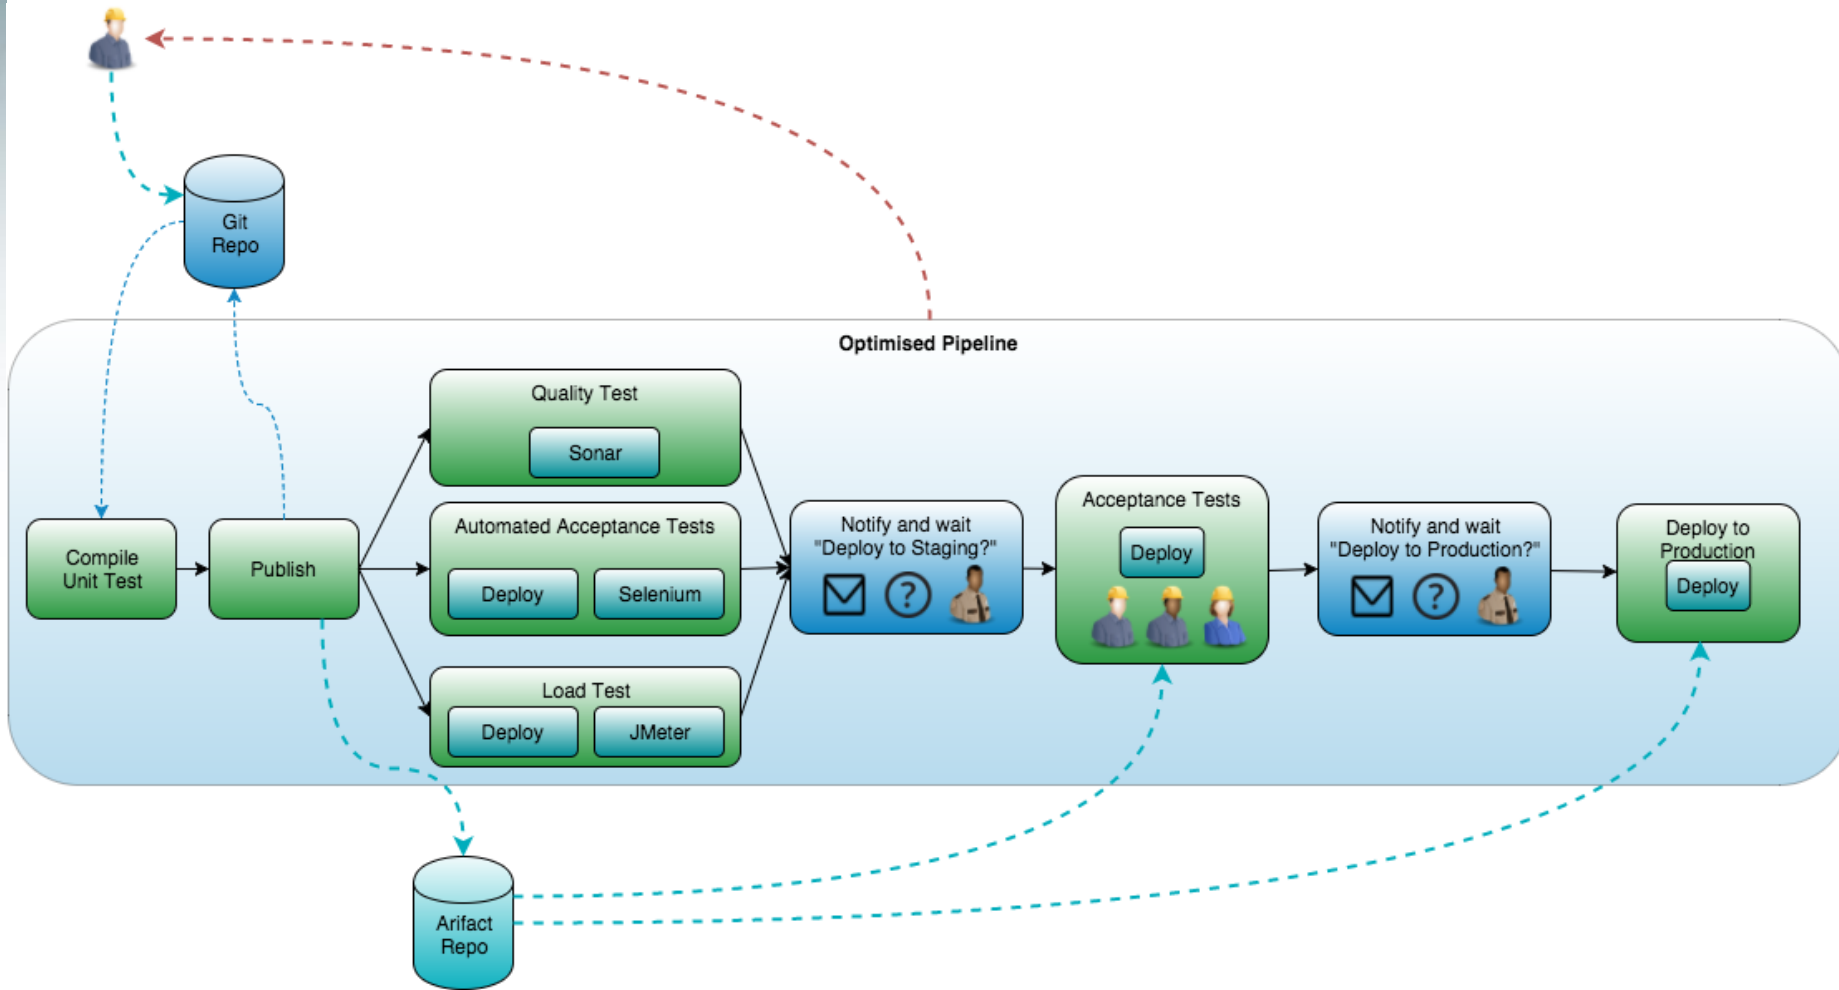 Git
Repo
Optimised Pipeline
Compile
Unit Test
Publish
Quality Test
Sonar
Automated Acceptance Tests
Deploy
Selenium
Load Test
Deploy
JMeter
Notify and wait
"Deploy to Staging?"
?
Acceptance Tests
Deploy
Notify and wait
"Deploy to Production?"
?
Deploy to
Production
Deploy
Arifact
Repo